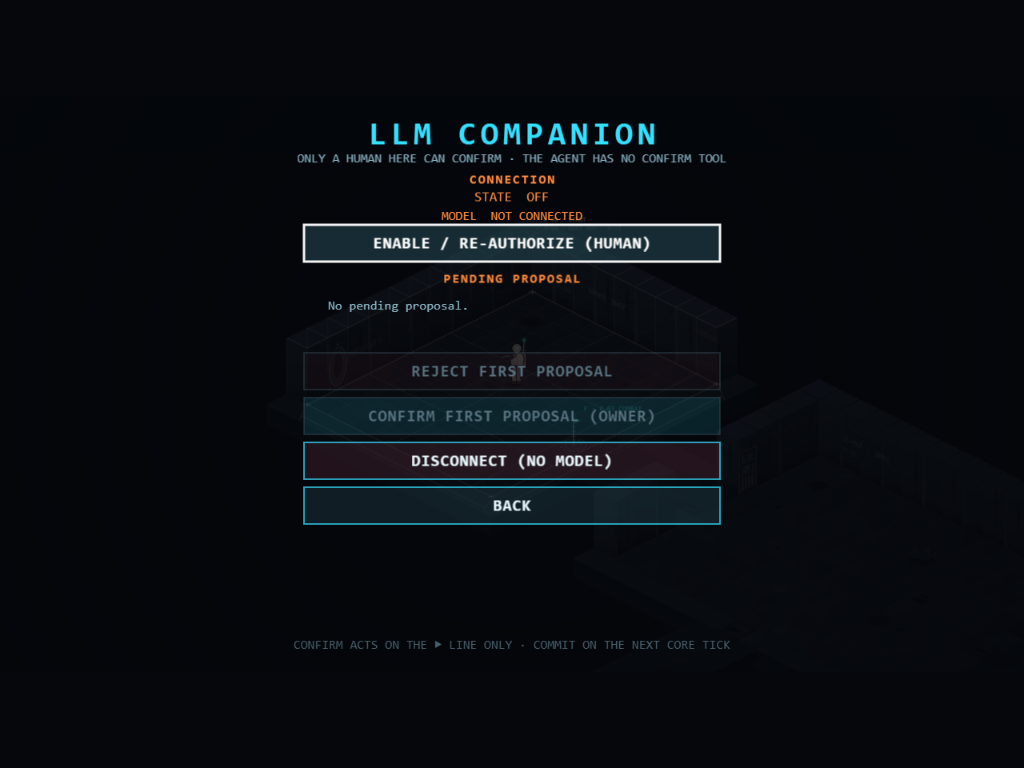 LLM COMPANION
ONLY A HUMAN HERE CAN CONFIRM · THE AGENT HAS NO CONFIRM TOOL
CONNECTION
STATE  OFF
MODEL  NOT CONNECTED
ENABLE / RE-AUTHORIZE (HUMAN)
PENDING PROPOSAL
No pending proposal.
REJECT FIRST PROPOSAL
CONFIRM FIRST PROPOSAL (OWNER)
DISCONNECT (NO MODEL)
BACK
CONFIRM ACTS ON THE ▶ LINE ONLY · COMMIT ON THE NEXT CORE TICK